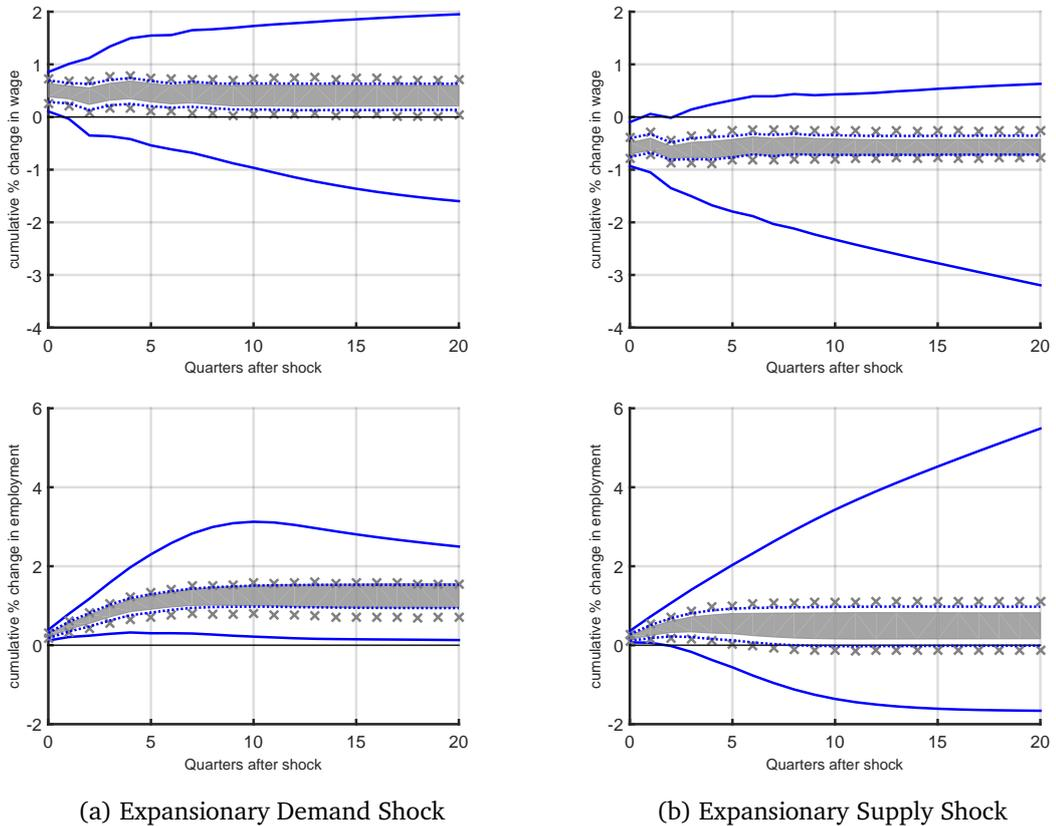 2
1
0
-1
-2
-3
-4
cumulative % change in wage
0 5 10 15 20
Quarters after shock
2
1
0
-1
-2
-3
-4
cumulative % change in wage
0 5 10 15 20
Quarters after shock
6
4
2
0
-2
cumulative % change in employment
0 5 10 15 20
Quarters after shock
6
4
2
0
-2
cumulative % change in employment
0 5 10 15 20
Quarters after shock
(a) Expansionary Demand Shock
(b) Expansionary Supply Shock